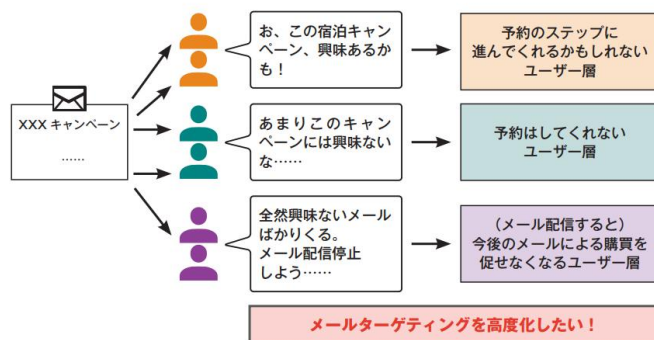 XXX キャンペーン
……
お、この宿泊キャン
ペーン、興味あるか
も！
予約のステップに
進んでくれるかもしれない
ユーザー層
あまりこのキャン
ペーンには興味ない
な……
予約はしてくれない
ユーザー層
全然興味ないメール
ばかりくる。
メール配信停止
しよう……
（メール配信すると）
今後のメールによる購買を
促せなくなるユーザー層
メールターゲティングを高度化したい！